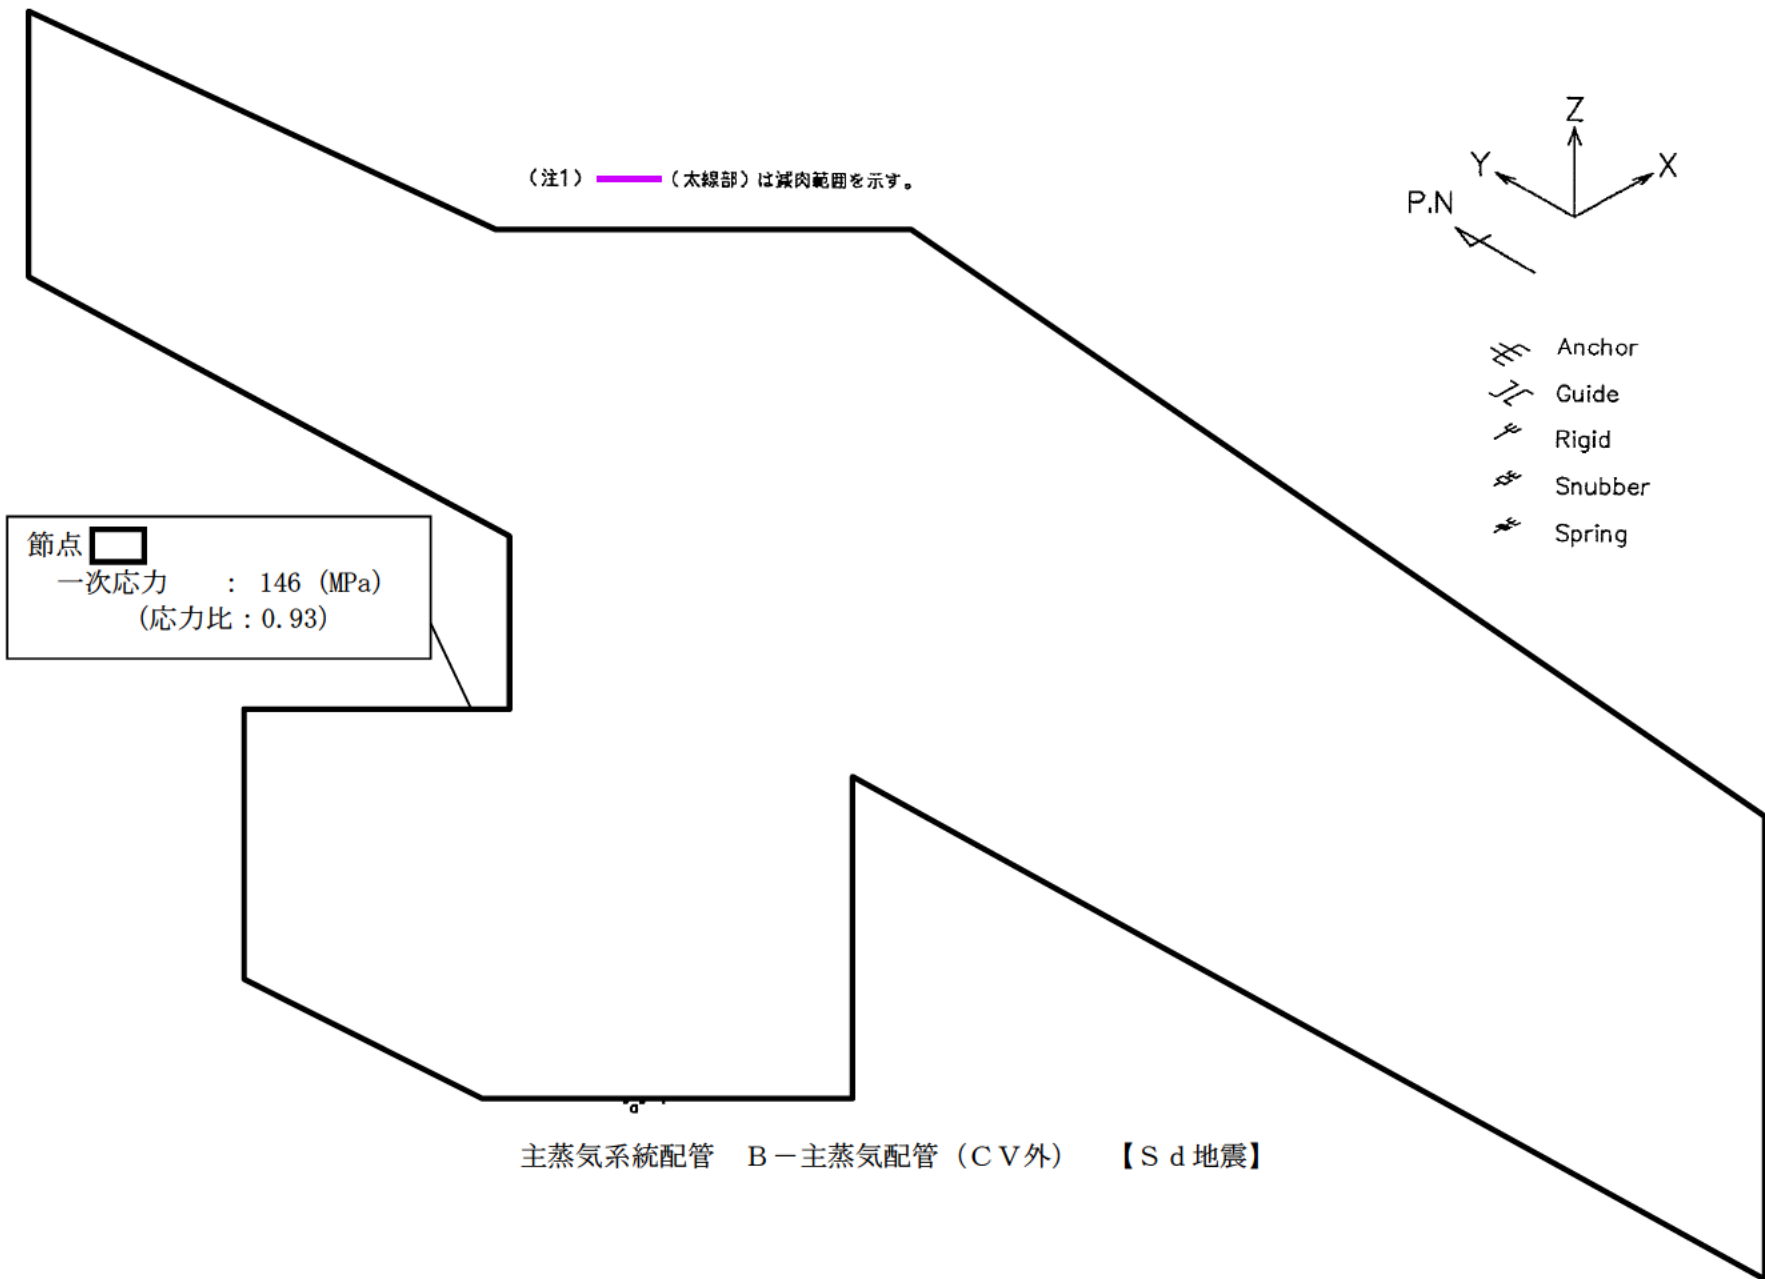 (注1) (太線部)は減肉範囲を示す。
Z
Y
X
P.N
Anchor
Guide
Rigid
Snubber
Spring
節点
一次応力 : 146 (MPa)
(応力比:0.93)
主蒸気系統配管 B-主蒸気配管(CV外) 【Sd地震】